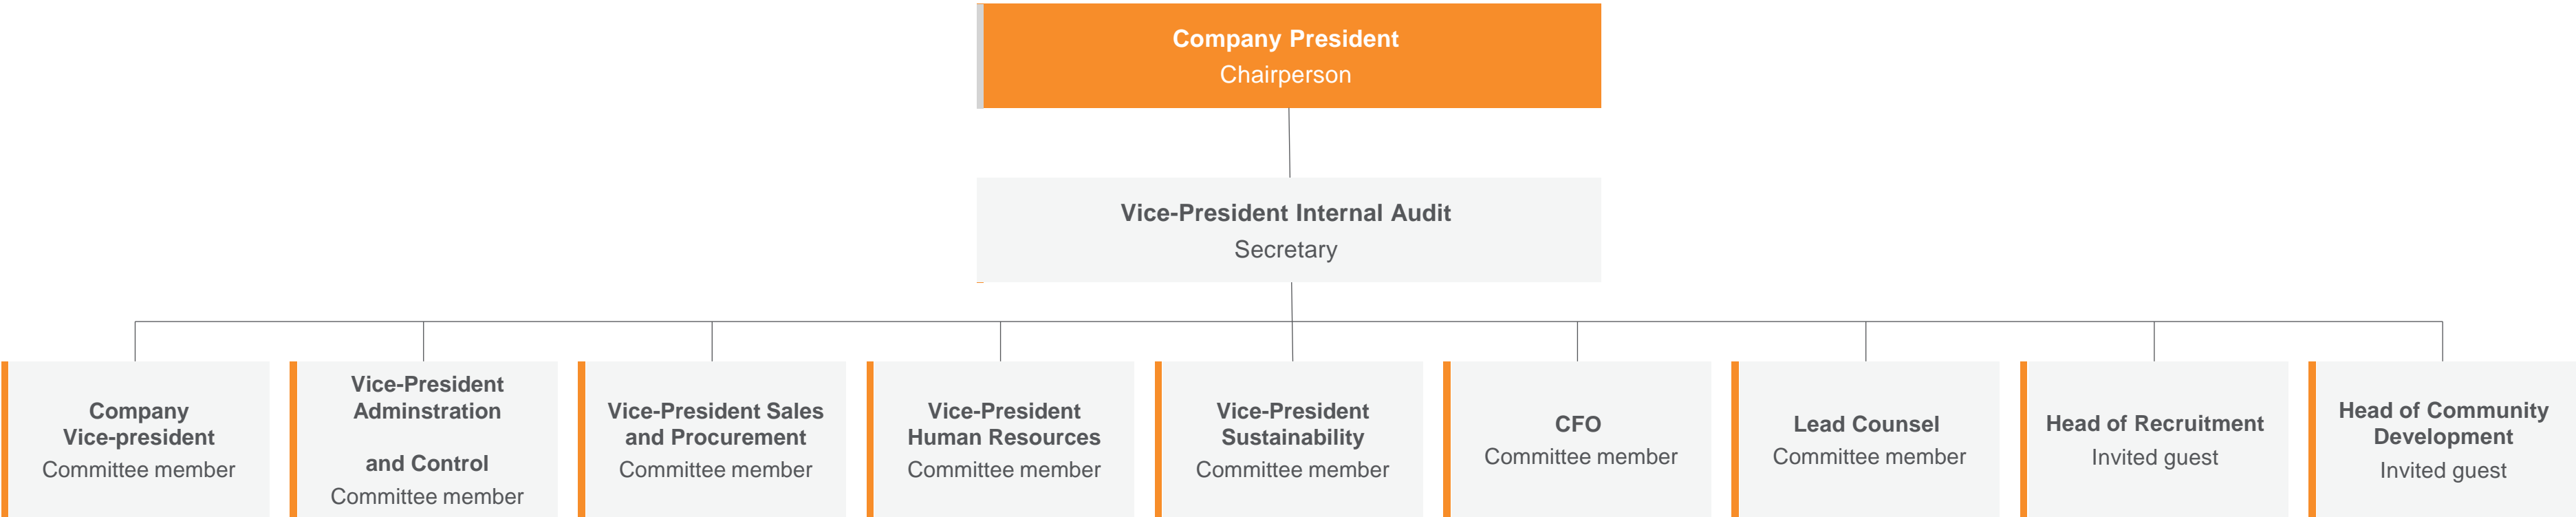 Company President
Chairperson
Vice-President Internal Audit
Secretary
Company
Vice-president
Committee member
Vice-President
Adminstration
and Control
Committee member
Vice-President Sales
and Procurement
Committee member
Vice-President
Human Resources
Committee member
Vice-President
Sustainability
Committee member
CFO
Committee member
Lead Counsel
Committee member
Head of Recruitment
Invited guest
Head of Community
Development
Invited guest